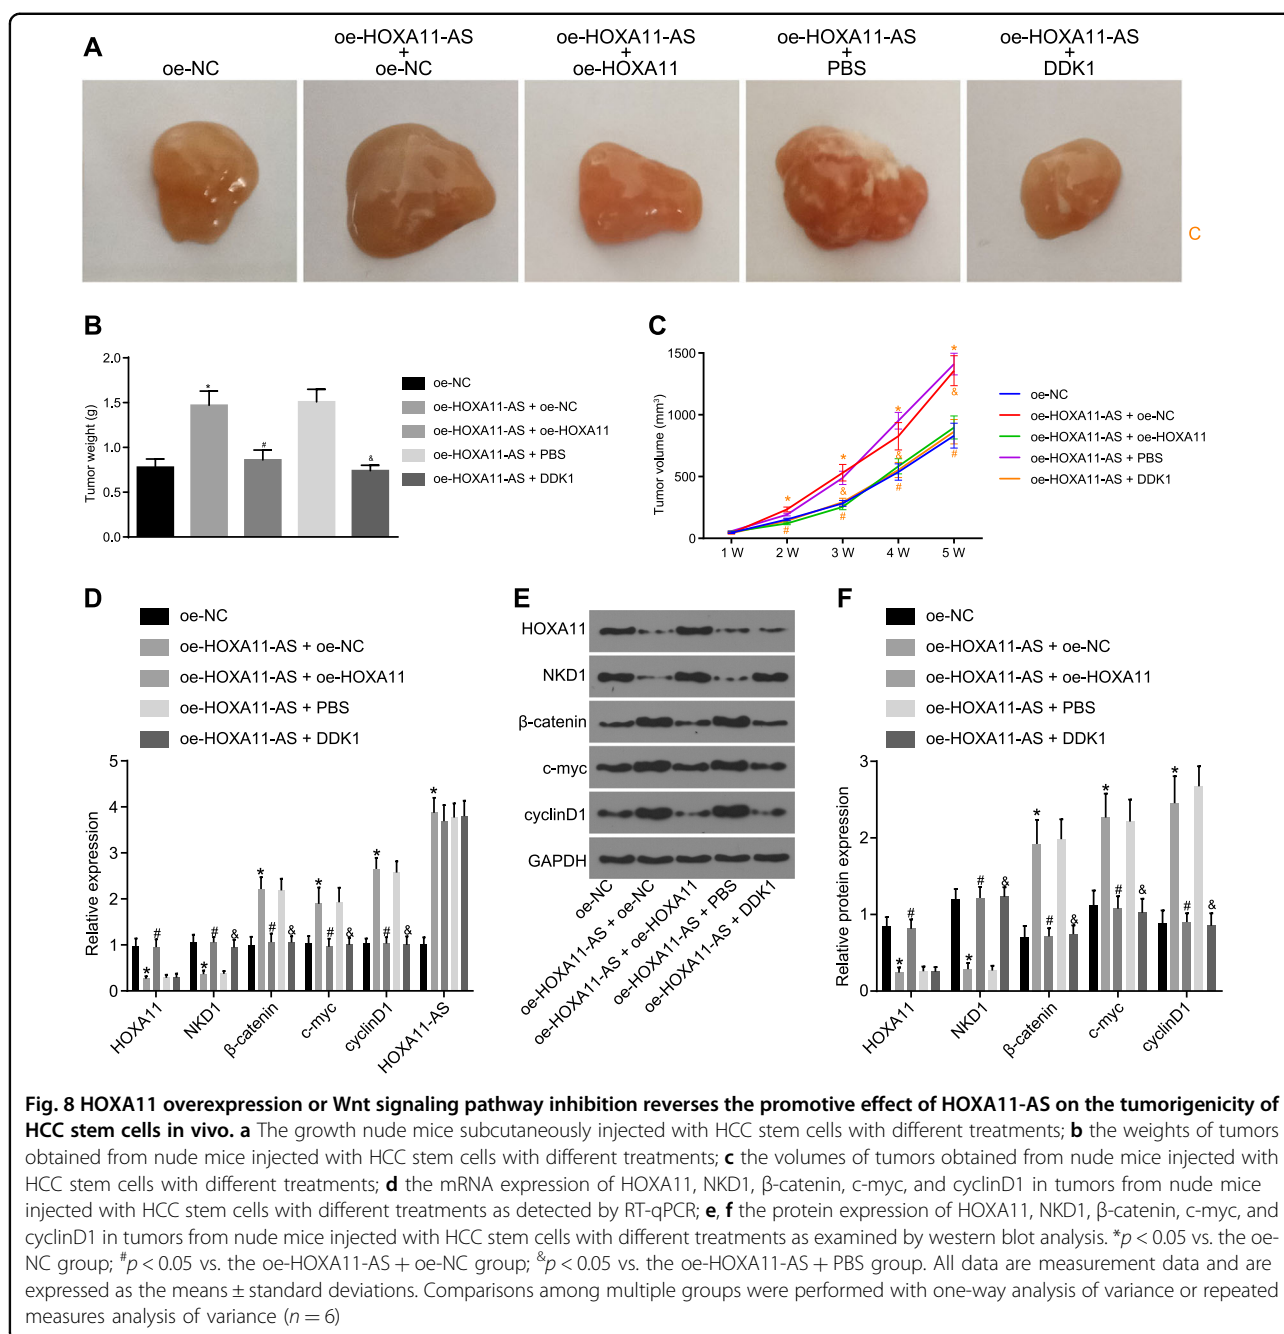 A
oe-NC
oe-HOXA11-AS
+
oe-NC
oe-HOXA11-AS
+
oe-HOXA11
oe-HOXA11-AS
+
PBS
oe-HOXA11-AS
+
DDK1
C
B
Tumor weight (g)
2.0
1.5
1.0
0.5
0.0
*
#
&
oe-NC
oe-HOXA11-AS + oe-NC
oe-HOXA11-AS + oe-HOXA11
oe-HOXA11-AS + PBS
oe-HOXA11-AS + DDK1
C
Tumor volume (mm³)
1500
1000
500
0
1 W 2 W 3 W 4 W 5 W
* * * *
& & &
# # # #
oe-NC
oe-HOXA11-AS + oe-NC
oe-HOXA11-AS + oe-HOXA11
oe-HOXA11-AS + PBS
oe-HOXA11-AS + DDK1
D
oe-NC
oe-HOXA11-AS + oe-NC
oe-HOXA11-AS + oe-HOXA11
oe-HOXA11-AS + PBS
oe-HOXA11-AS + DDK1
Relative expression
5
4
3
2
1
0
* # * # & * # & * # & * # & *
HOXA11
NKD1
β-catenin
c-myc
cyclinD1
HOXA11-AS
E
HOXA11
NKD1
β-catenin
c-myc
cyclinD1
GAPDH
oe-NC
oe-HOXA11-AS + oe-NC
oe-HOXA11-AS + oe-HOXA11
oe-HOXA11-AS + PBS
oe-HOXA11-AS + DDK1
F
oe-NC
oe-HOXA11-AS + oe-NC
oe-HOXA11-AS + oe-HOXA11
oe-HOXA11-AS + PBS
oe-HOXA11-AS + DDK1
Relative protein expression
3
2
1
0
* # * # & * # & * # & * # &
HOXA11
NKD1
β-catenin
c-myc
cyclinD1
Fig. 8 HOXA11 overexpression or Wnt signaling pathway inhibition reverses the promotive effect of HOXA11-AS on the tumorigenicity of
HCC stem cells in vivo. a The growth nude mice subcutaneously injected with HCC stem cells with different treatments; b the weights of tumors
obtained from nude mice injected with HCC stem cells with different treatments; c the volumes of tumors obtained from nude mice injected with
HCC stem cells with different treatments; d the mRNA expression of HOXA11, NKD1, β-catenin, c-myc, and cyclinD1 in tumors from nude mice
injected with HCC stem cells with different treatments as detected by RT-qPCR; e, f the protein expression of HOXA11, NKD1, β-catenin, c-myc, and
cyclinD1 in tumors from nude mice injected with HCC stem cells with different treatments as examined by western blot analysis. *p < 0.05 vs. the oe-
NC group; #p < 0.05 vs. the oe-HOXA11-AS + oe-NC group; &p < 0.05 vs. the oe-HOXA11-AS + PBS group. All data are measurement data and are
expressed as the means ± standard deviations. Comparisons among multiple groups were performed with one-way analysis of variance or repeated
measures analysis of variance (n = 6)